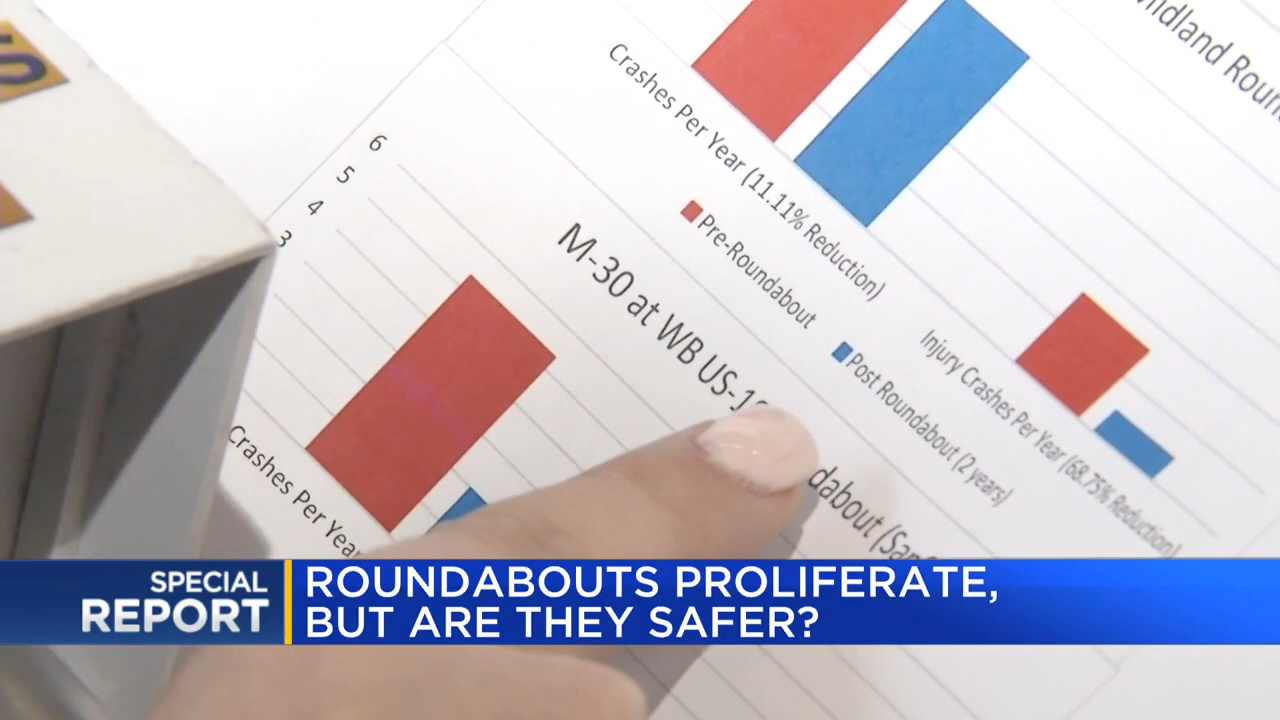 Crashes Per Year (11.11% Reduction)
Injury Crashes Per Year (68.75% Reduction)
Pre-Roundabout
Post Roundabout (2 years)
M-30 at WB US-1
dabout
6
5
4
3
Crashes Per Year
SPECIAL
REPORT
ROUNDABOUTS PROLIFERATE,
BUT ARE THEY SAFER?